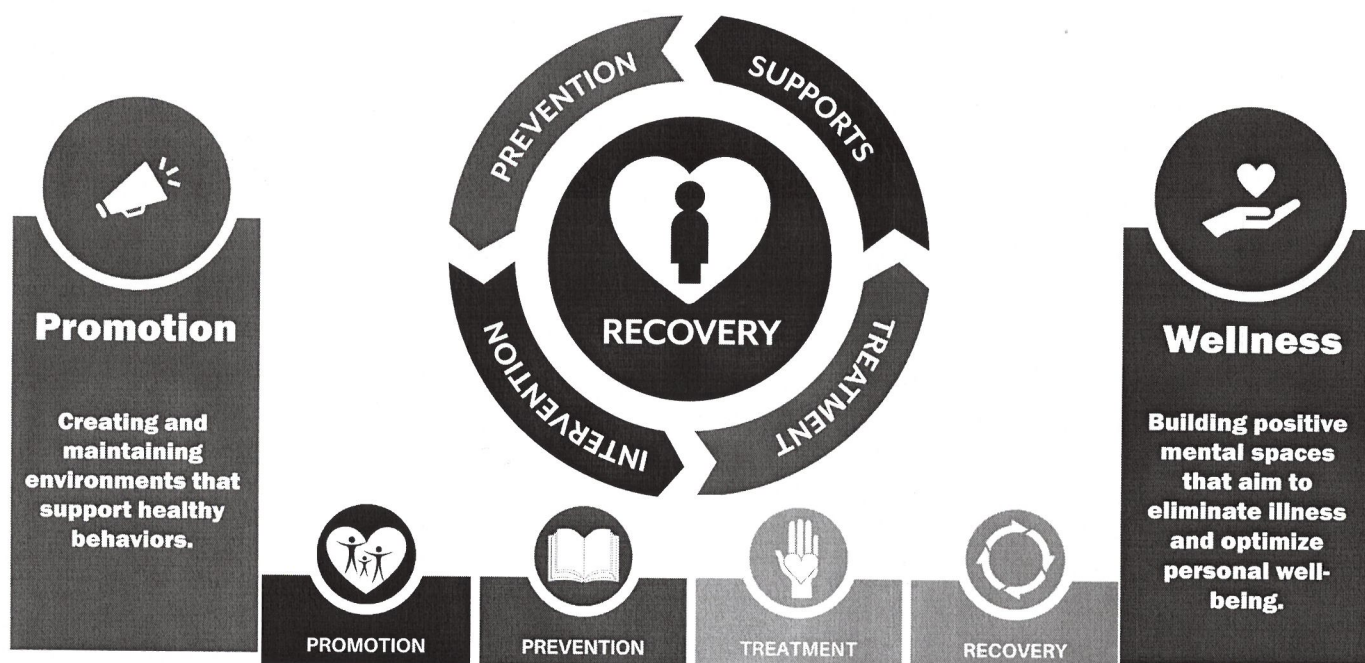 PREVENTION
SUPPORTS
TREATMENT
INTERVENTION
RECOVERY
Promotion
Creating and
maintaining
environments that
support healthy
behaviors.
Wellness
Building positive
mental spaces
that aim to
eliminate illness
and optimize
personal well-
being.
PROMOTION
PREVENTION
TREATMENT
RECOVERY